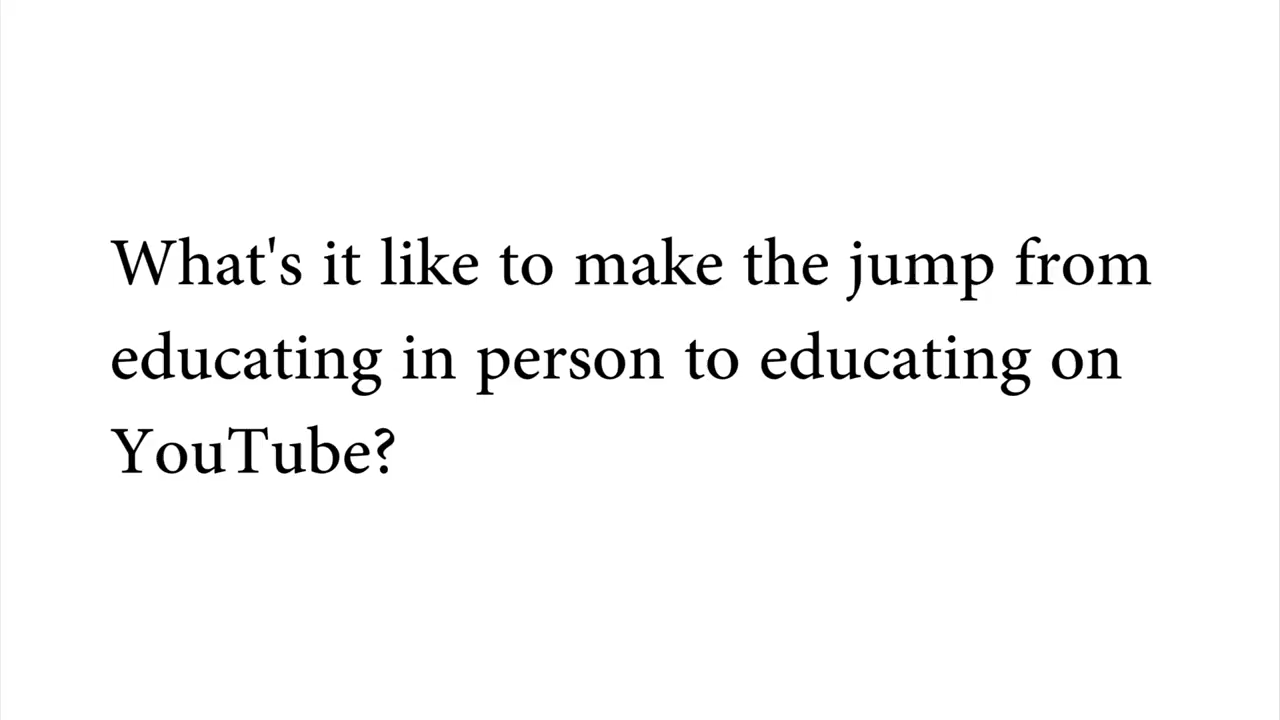 What's it like to make the jump from
educating in person to educating on
YouTube?